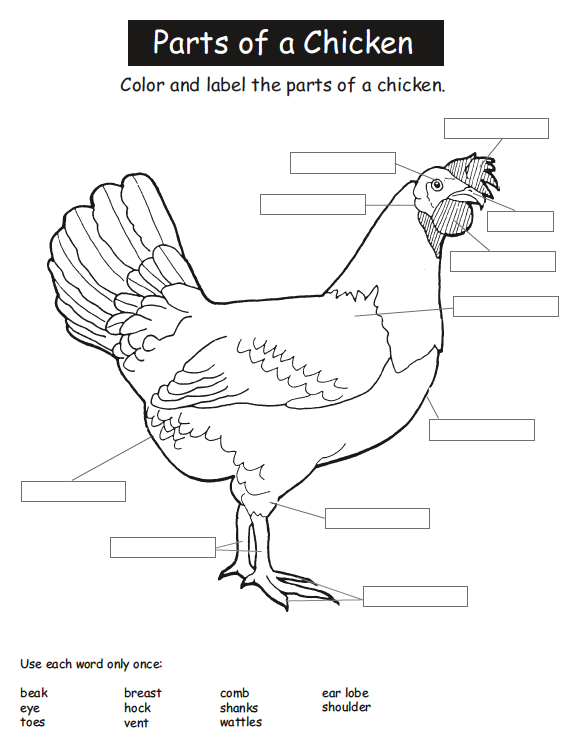 Parts of a Chicken
Color and label the parts of a chicken.
Use each word only once:
beak breast comb ear lobe
eye hock shanks shoulder
toes vent wattles